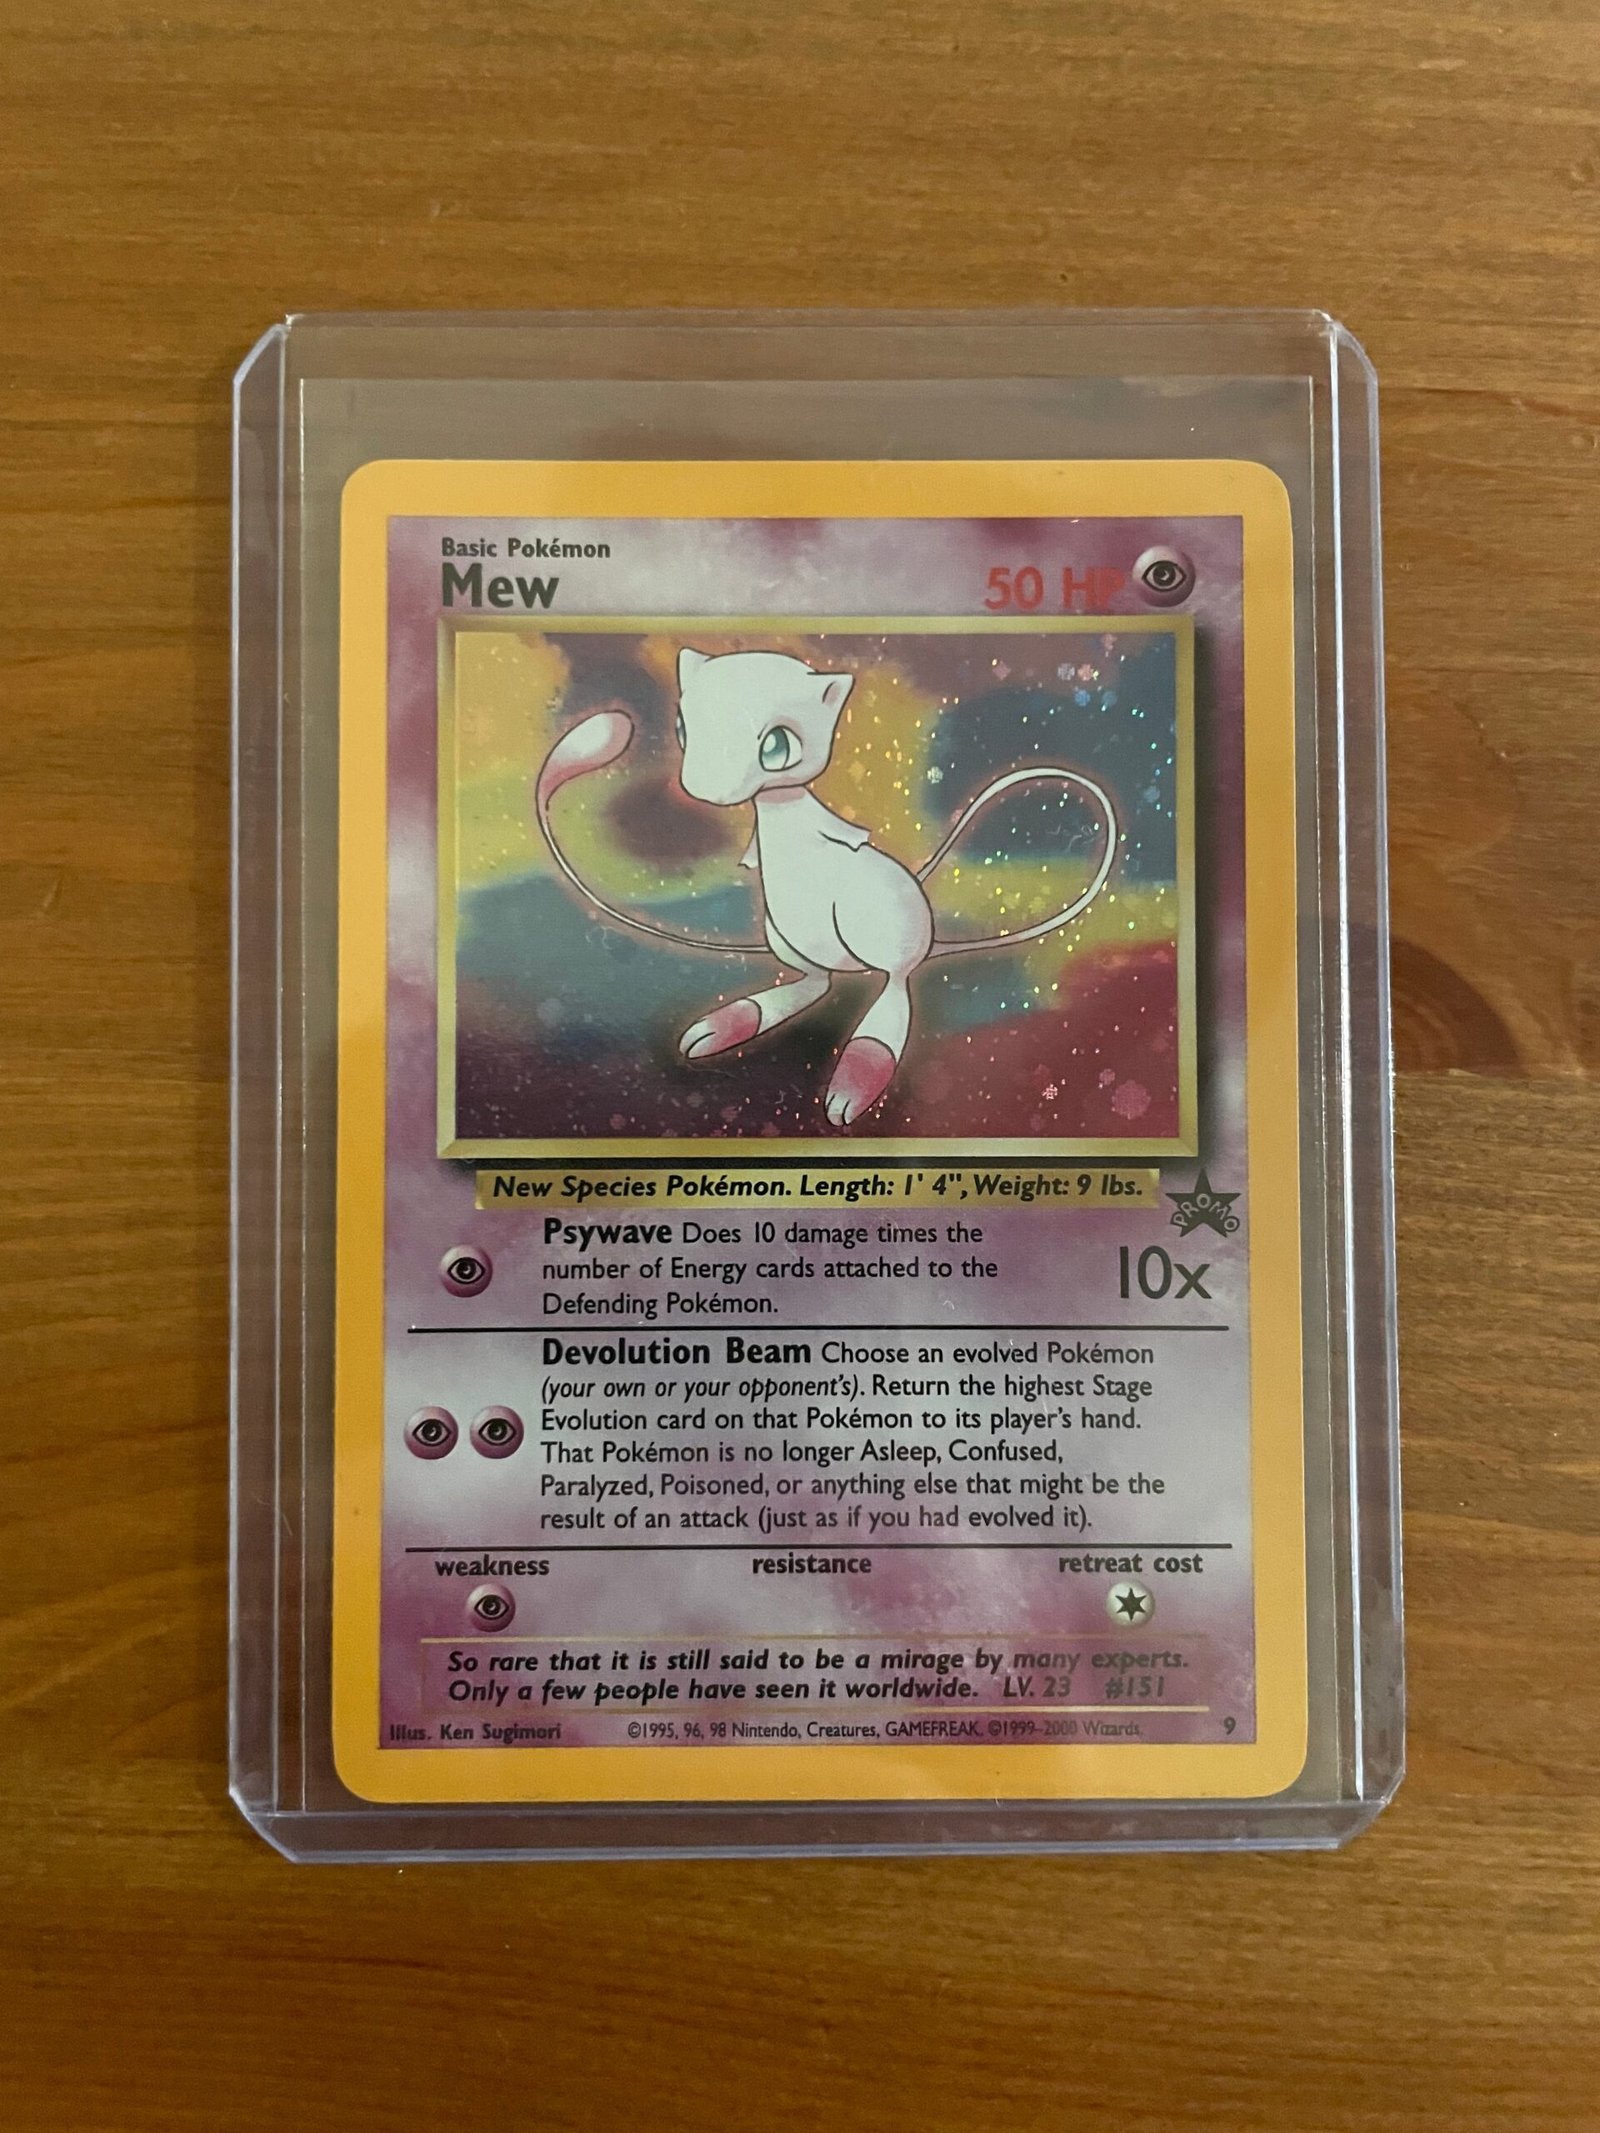 Basic Pokémon
Mew
50 HP
New Species Pokémon. Length: 1' 4", Weight: 9 lbs.
PROMO
Psywave Does 10 damage times the
number of Energy cards attached to the
Defending Pokémon.
10x
Devolution Beam Choose an evolved Pokémon
(your own or your opponent's). Return the highest Stage
Evolution card on that Pokémon to its player's hand.
That Pokémon is no longer Asleep, Confused,
Paralyzed, Poisoned, or anything else that might be the
result of an attack (just as if you had evolved it).
weakness resistance retreat cost
So rare that it is still said to be a mirage by many experts.
Only a few people have seen it worldwide. LV. 23 #151
Illus. Ken Sugimori ©1995, 96, 98 Nintendo, Creatures, GAMEFREAK. ©1999-2000 Wizards. 9